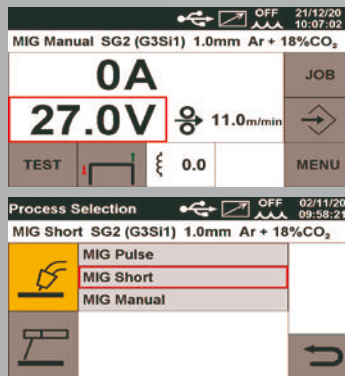 OFF 21/12/20
10:07:02
MIG Manual SG2 (G3Si1) 1.0mm Ar + 18%CO₂
0A
JOB
27.0V
11.0m/min
TEST
0.0
MENU
Process Selection
OFF 02/11/20
09:58:21
MIG Short SG2 (G3Si1) 1.0mm Ar + 18%CO₂
MIG Pulse
MIG Short
MIG Manual